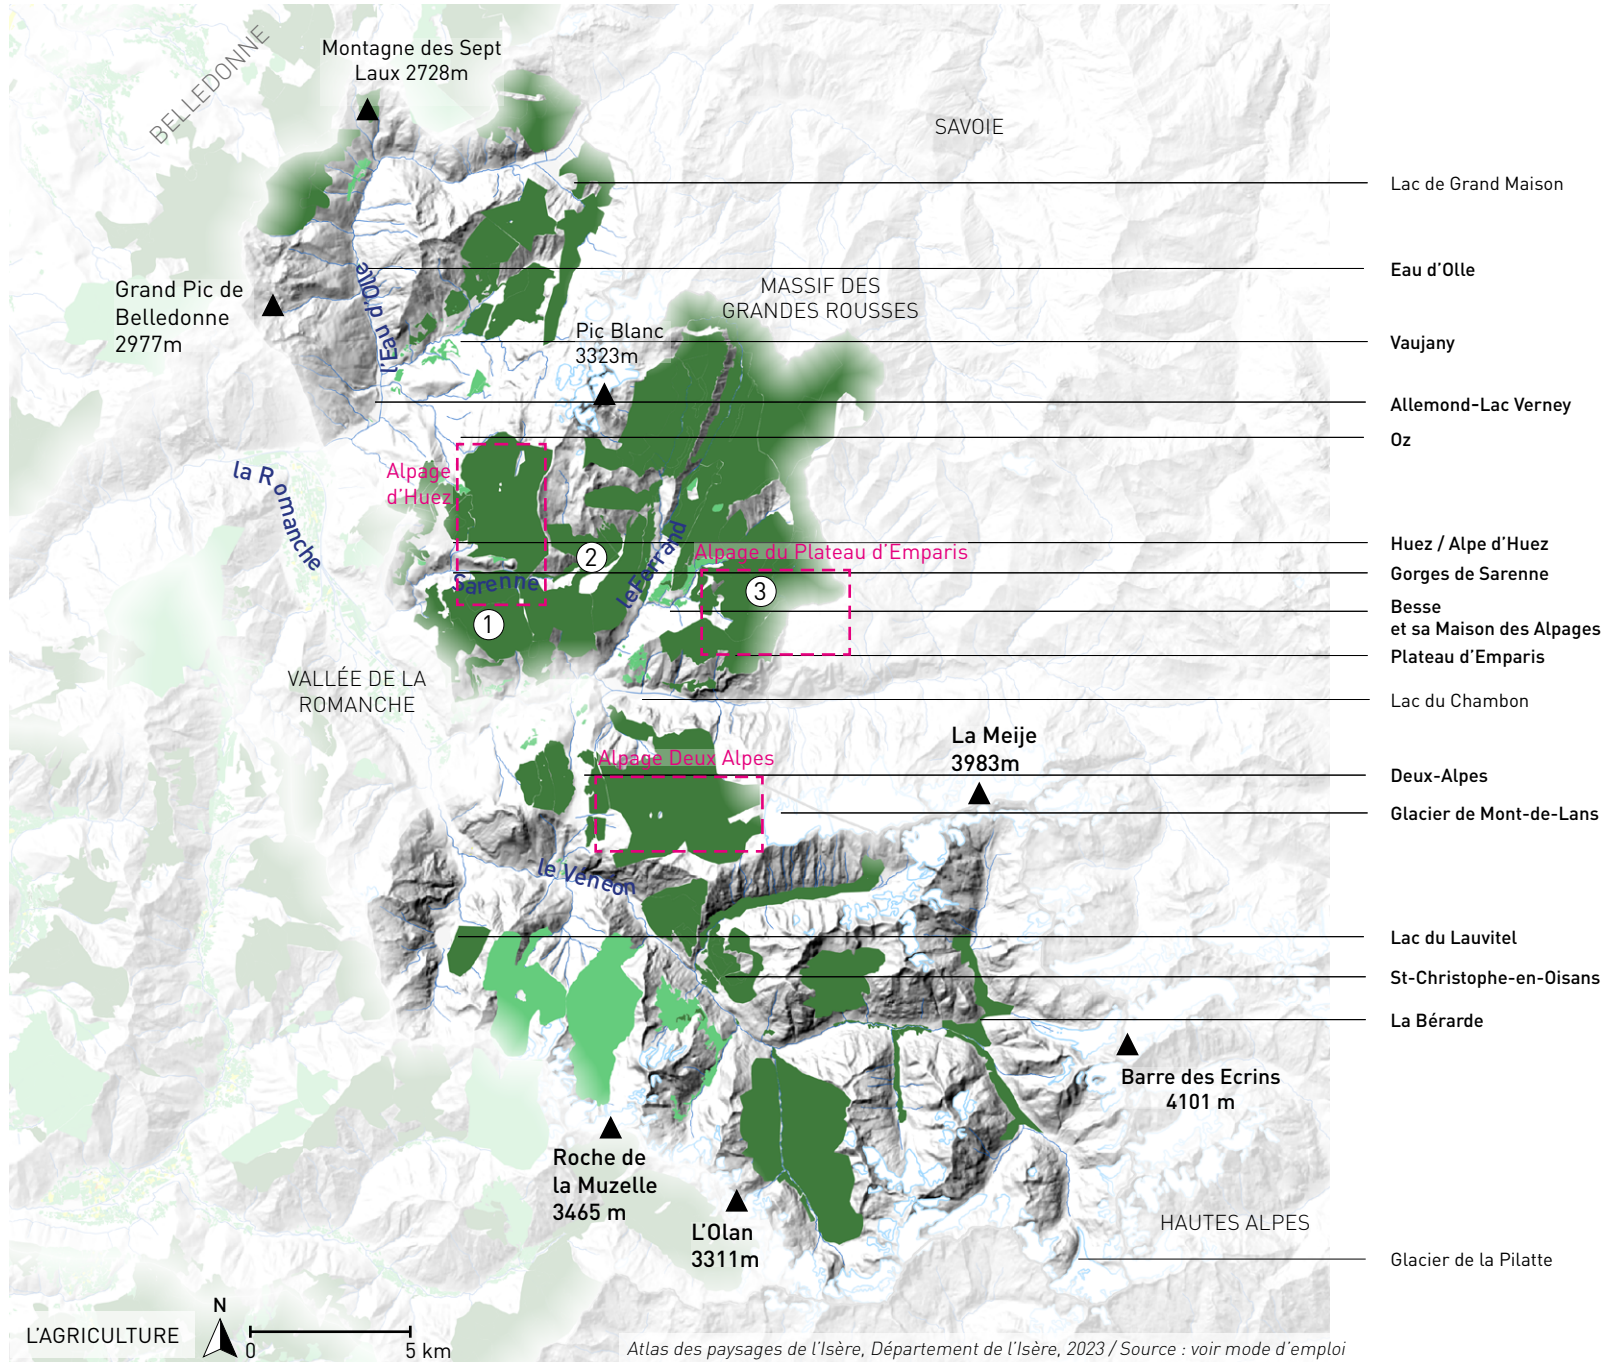 BELLEDONNE
Montagne des Sept
Laux 2728m
SAVOIE
Lac de Grand Maison
Eau d'Olle
Grand Pic de
Belledonne
2977m
l'Eau d'Olle
MASSIF DES
GRANDES ROUSSES
Pic Blanc
3323m
Vaujany
Allemond-Lac Verney
Oz
la Romanche
Alpage
d'Huez
Huez / Alpe d'Huez
Alpage du Plateau d'Emparis
Gorges de Sarenne
Sarenne
le Ferrand
1
2
3
Besse
et sa Maison des Alpages
Plateau d'Emparis
VALLÉE DE LA
ROMANCHE
Lac du Chambon
La Meije
3983m
Alpage Deux Alpes
Deux-Alpes
Glacier de Mont-de-Lans
le Vénéon
Lac du Lauvitel
St-Christophe-en-Oisans
La Bérarde
Barre des Ecrins
4101 m
Roche de
la Muzelle
3465 m
L'Olan
3311m
HAUTES ALPES
Glacier de la Pilatte
L'AGRICULTURE
N
0
5 km
Atlas des paysages de l'Isère, Département de l'Isère, 2023 / Source : voir mode d'emploi